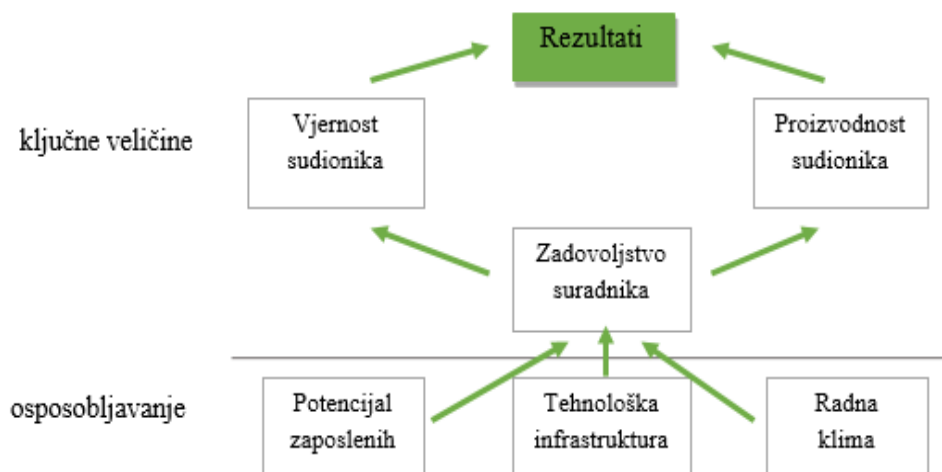 Rezultati
ključne veličine
Vjernost
sudionika
Proizvodnost
sudionika
Zadovoljstvo
suradnika
osposobljavanje
Potencijal
zaposlenih
Tehnološka
infrastruktura
Radna
klima